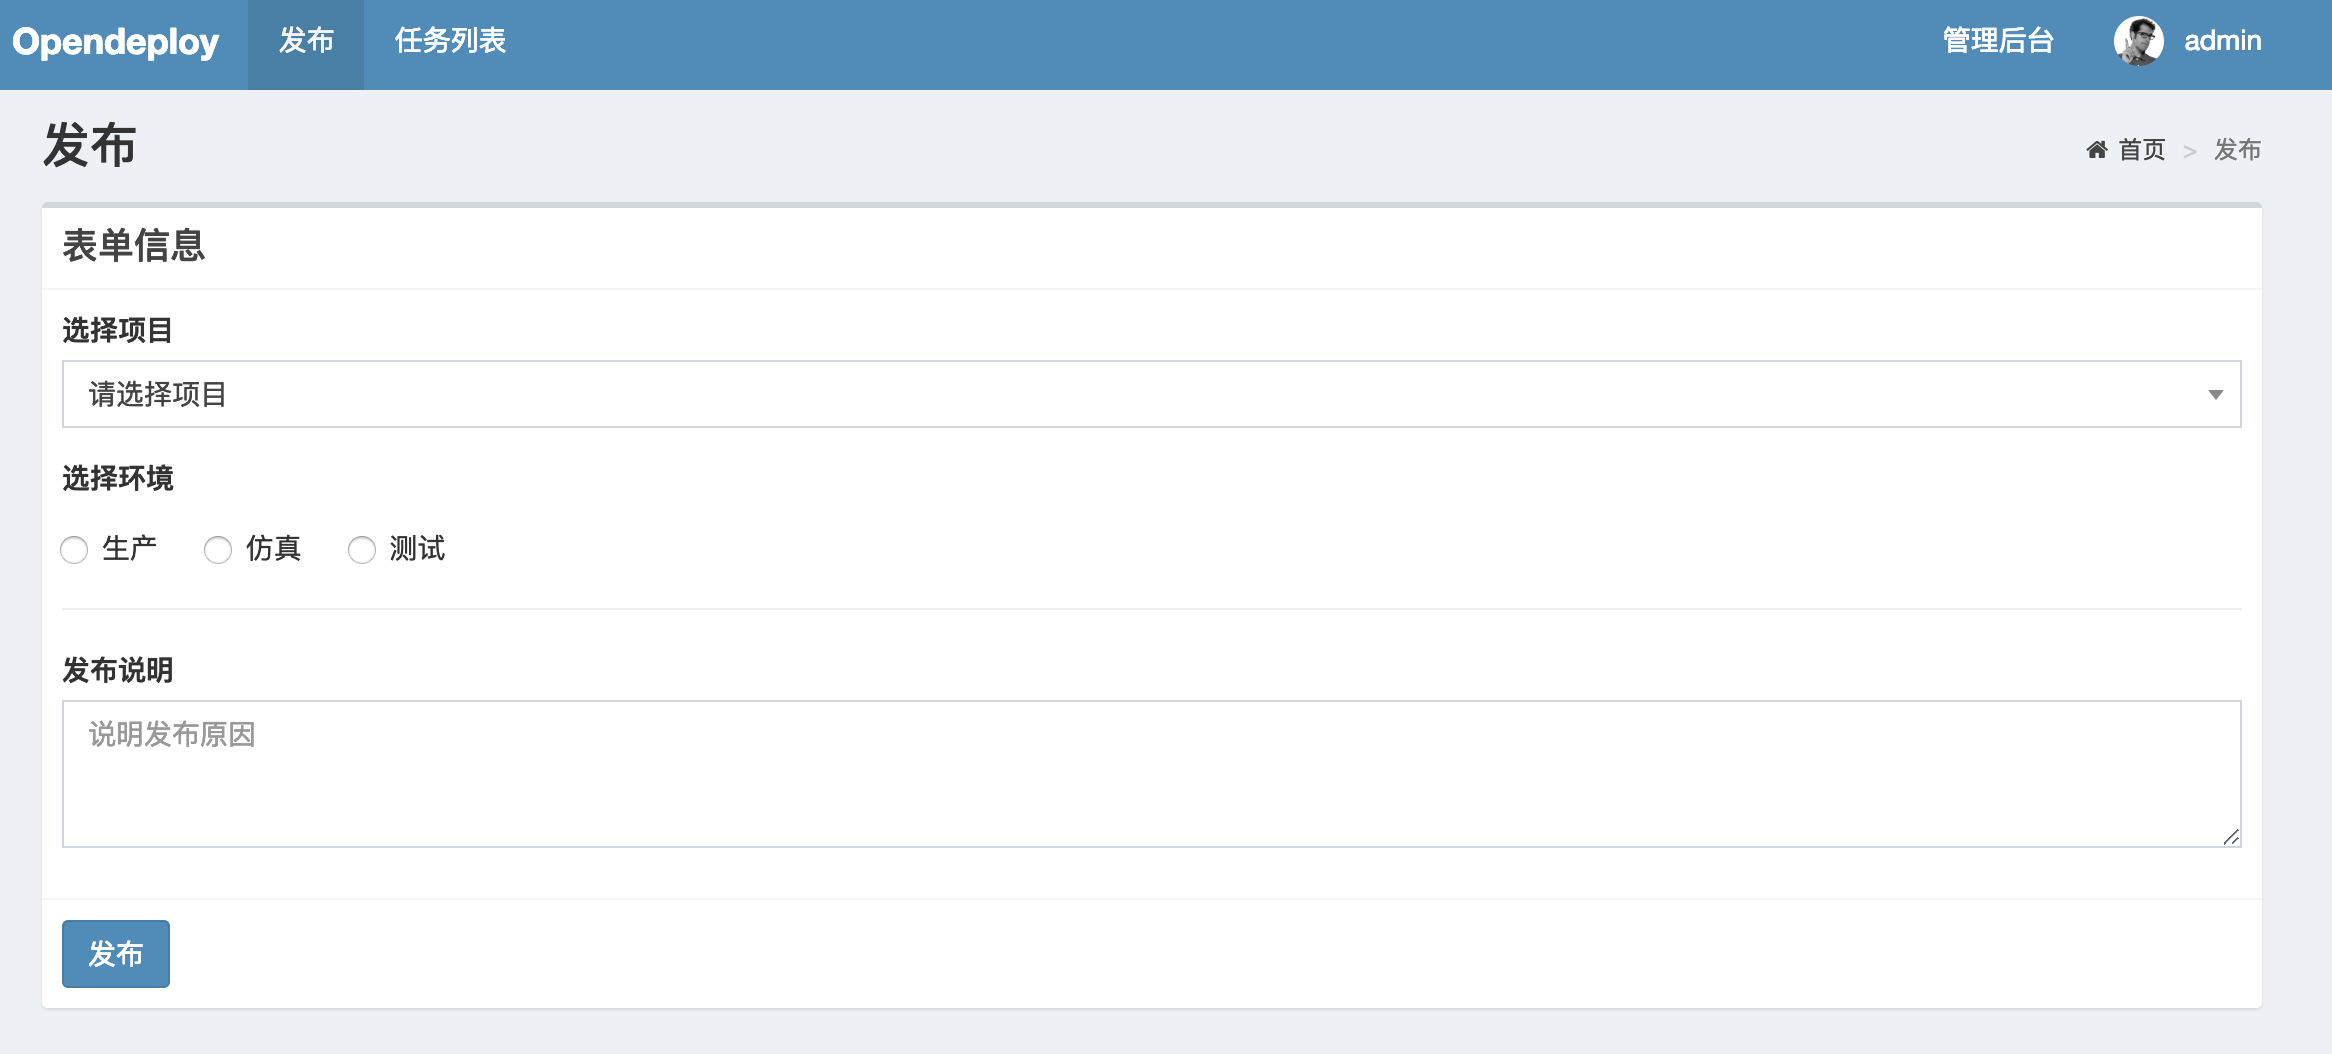 Opendeploy 发布 任务列表 管理后台 admin
发布
首页 > 发布
表单信息
选择项目
请选择项目
选择环境
生产 仿真 测试
发布说明
说明发布原因
发布